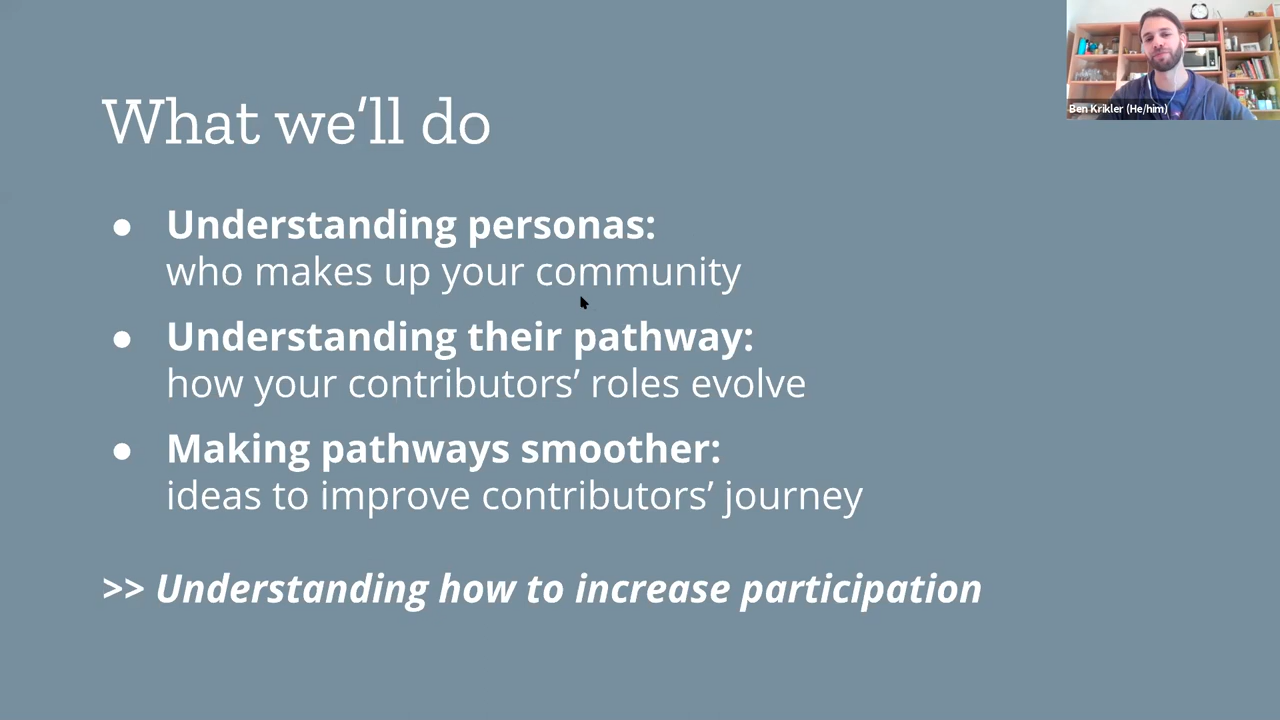 What we'll do
Ben Krikler (He/him)
● Understanding personas:
who makes up your community
● Understanding their pathway:
how your contributors’ roles evolve
● Making pathways smoother:
ideas to improve contributors’ journey
>> Understanding how to increase participation